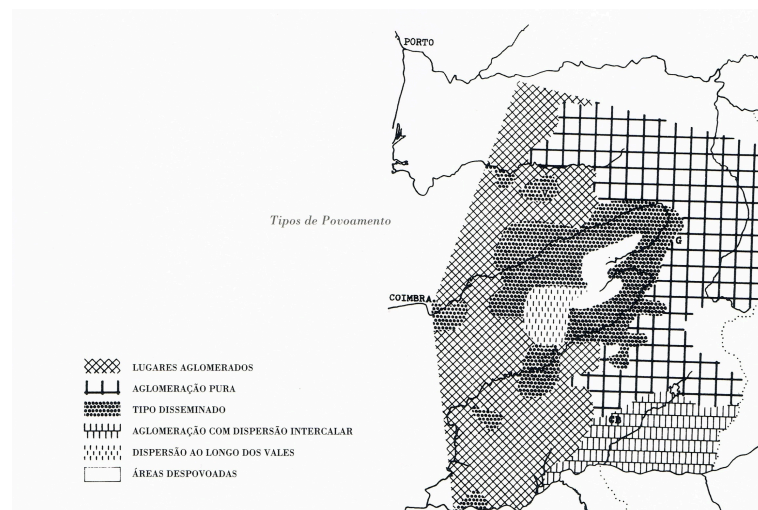 PORTO
Tipos de Povoamento
G
COIMBRA
LUGARES AGLOMERADOS
AGLOMERAÇÃO PURA
TIPO DISSEMINADO
CB
AGLOMERAÇÃO COM DISPERSÃO INTERCALAR
DISPERSÃO AO LONGO DOS VALES
ÁREAS DESPOVOADAS